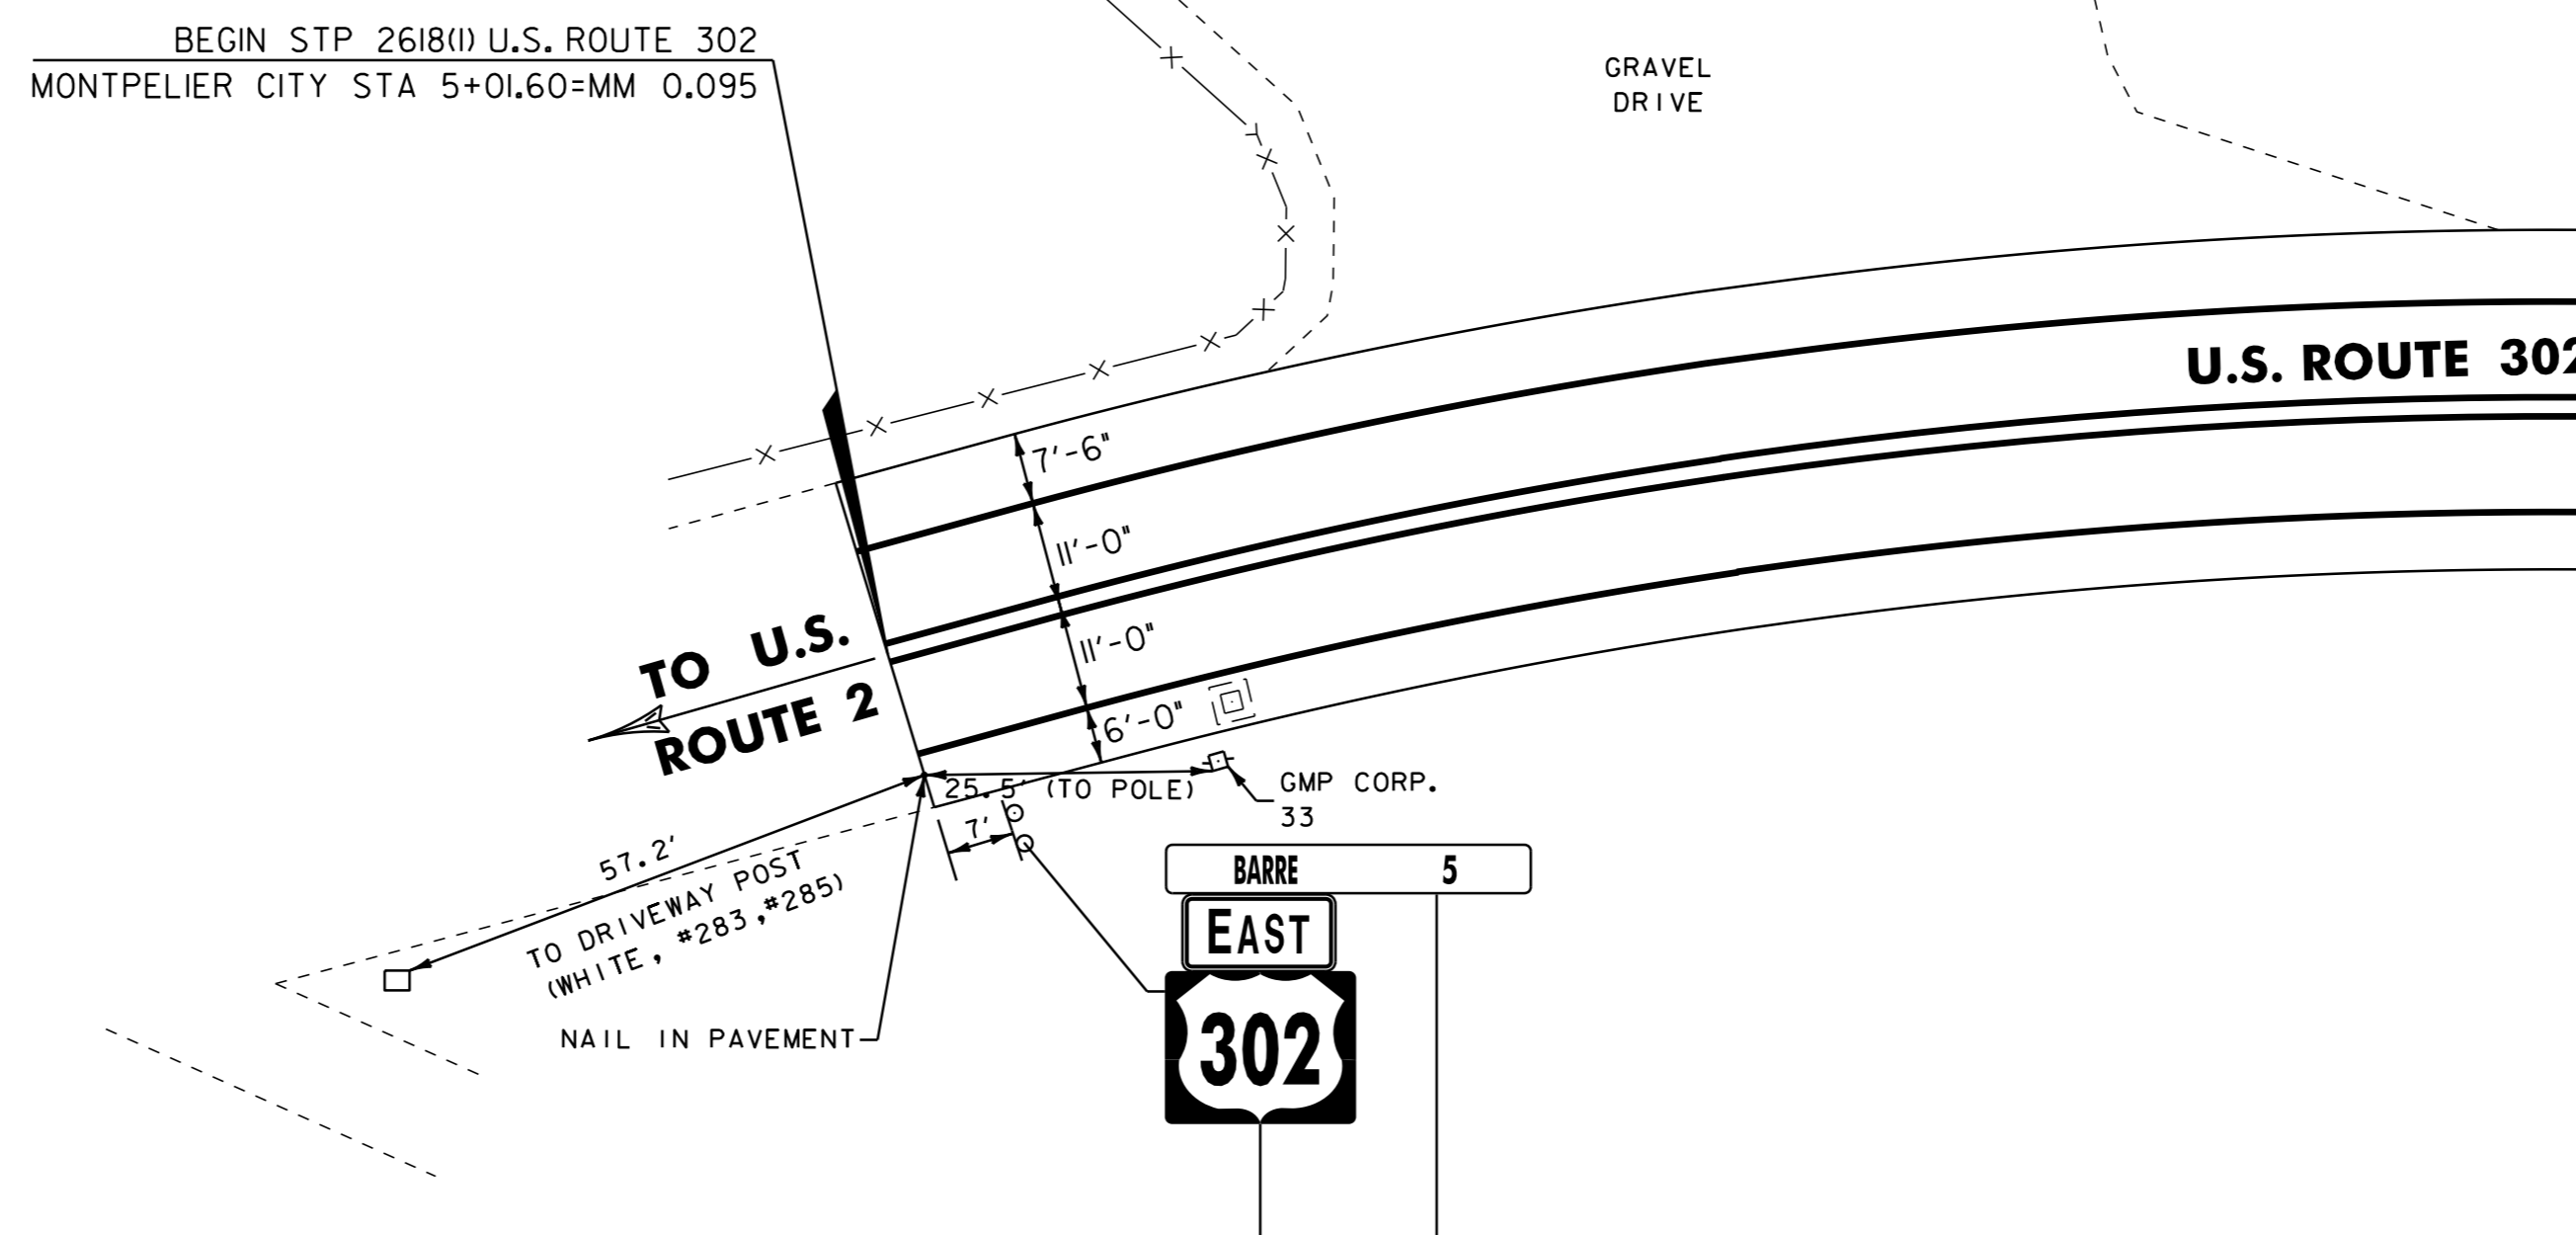 BEGIN STP 2618(1) U.S. ROUTE 302
MONTPELIER CITY STA 5+01.60=MM 0.095
GRAVEL
DRIVE
U.S. ROUTE 302
7'-6"
11'-0"
11'-0"
6'-0"
TO U.S.
ROUTE 2
25.5' (TO POLE)
GMP CORP.
33
7'
57.2'
TO DRIVEWAY POST
(WHITE, #283,#285)
NAIL IN PAVEMENT
BARRE 5
EAST
302